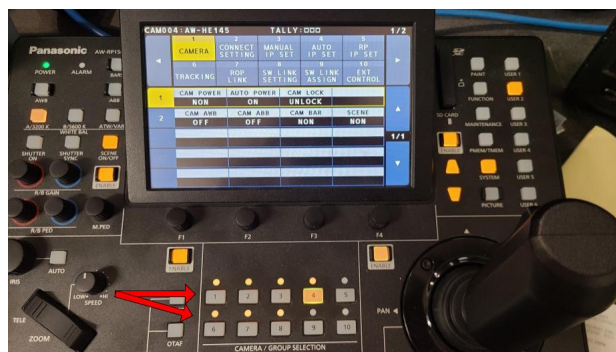 CAM004:AW-HE145 TALLY:□□□ 1/2
1 2 3 4 5
CAMERA CONNECT SETTING MANUAL IP SET AUTO IP SET RP IP SET
6 7 8 9 10
TRACKING ROP LINK SW LINK SETTING SW LINK ASSIGN EXT CONTROL
1 CAM POWER AUTO POWER CAM LOCK
NON ON UNLOCK
2 CAM AWB CAM ABB CAM BAR SCENE
OFF OFF NON NON
1/1
Panasonic AW-RP150
POWER ALARM BAR
AWB ABB
A/3200 K B/5600 K ATW/VAR
WHITE BAL
SHUTTER ON SHUTTER SYNC SCENE ON/OFF
ENABLE
R/B GAIN
R/B PED M.PED
IRIS AUTO
LOW HI
SPEED
TELE
ZOOM
OTAF
F1 F2 F3 F4
ENABLE ENABLE
1 2 3 4 5
6 7 8 9 10
CAMERA / GROUP SELECTION
PAN
SD CARD
ENABLE
PAINT USER 1
FUNCTION USER 2
MAINTENANCE USER 3
PMEM/TMEM USER 4
SYSTEM USER 5
PICTURE USER 6